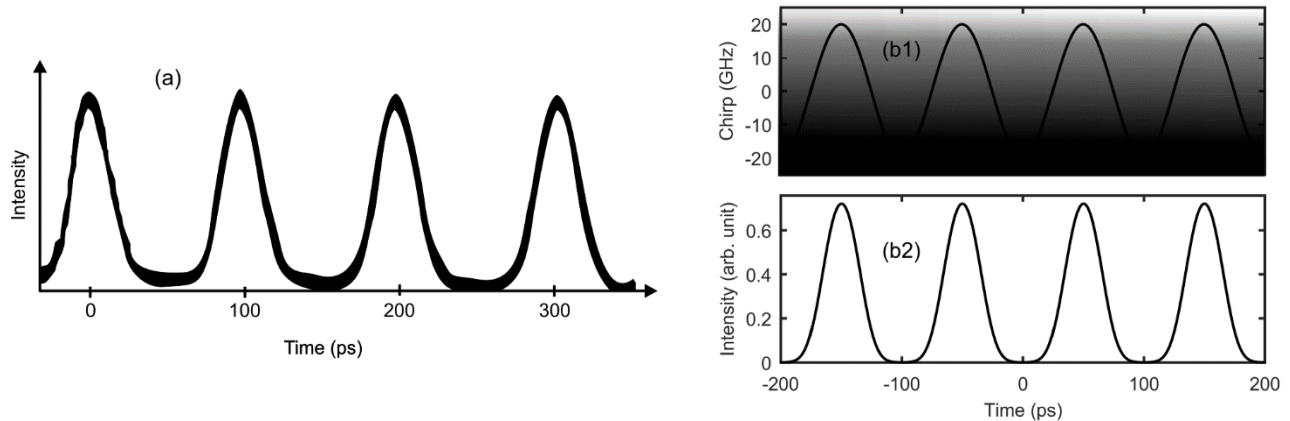 (a)
Intensity
0 100 200 300
Time (ps)
(b1)
Chirp (GHz)
20
10
0
-10
-20
(b2)
Intensity (arb. unit)
0.6
0.4
0.2
0
-200 -100 0 100 200
Time (ps)